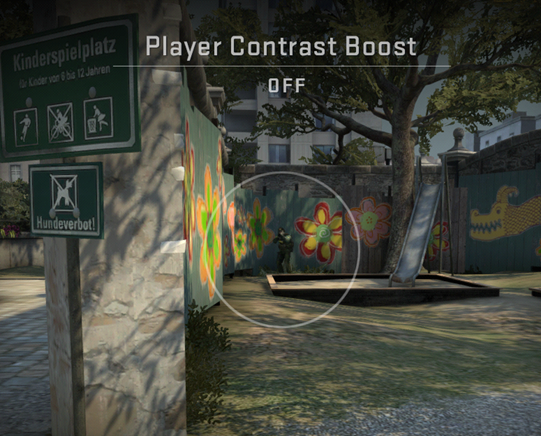 Player Contrast Boost
OFF
Kinderspielplatz
für Kinder von 6 bis 12 Jahren
Hundeverbot!